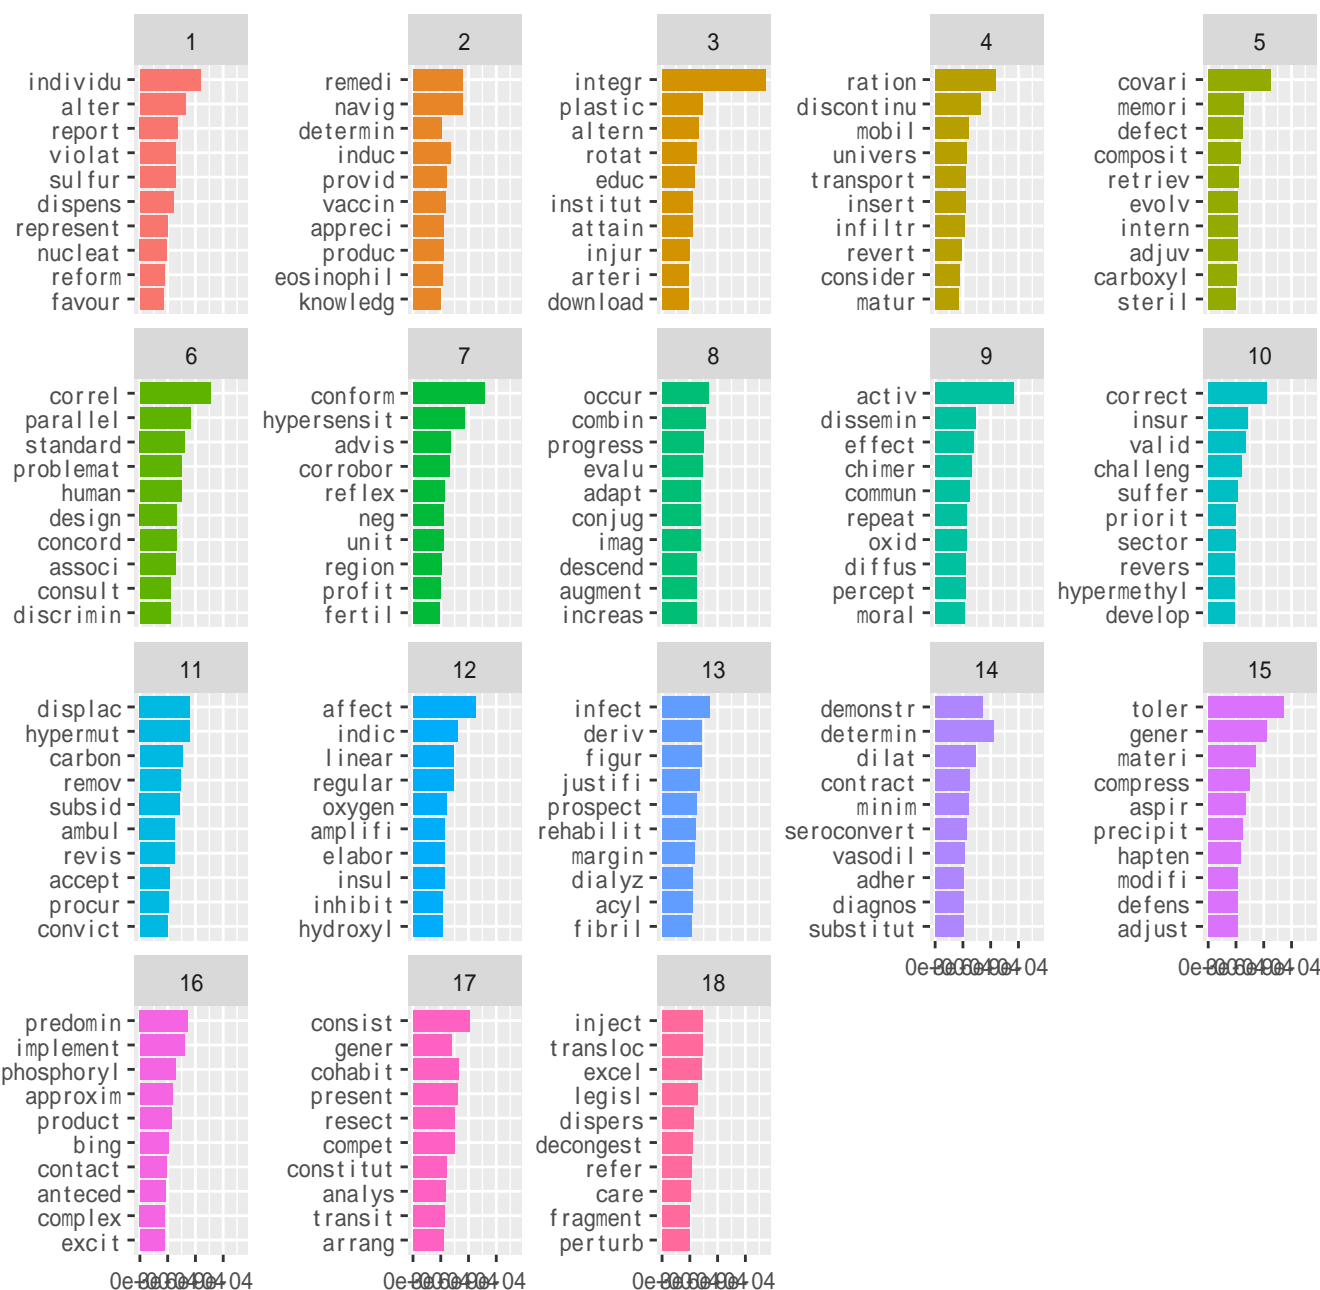 1
individu
alter
report
violat
sulfur
dispens
represent
nucleat
reform
favour
2
remedi
navig
determin
induc
provid
vaccin
appreci
produc
eosinophil
knowledg
3
integr
plastic
altern
rotat
educ
institut
attain
injur
arteri
download
4
ration
discontinu
mobil
univers
transport
insert
infiltr
revert
consider
matur
5
covari
memori
defect
composit
retriev
evolv
intern
adjuv
carboxyl
steril
6
correl
parallel
standard
problemat
human
design
concord
associ
consult
discrimin
7
conform
hypersensit
advis
corrobor
reflex
neg
unit
region
profit
fertil
8
occur
combin
progress
evalu
adapt
conjug
imag
descend
augment
increas
9
activ
dissemin
effect
chimer
commun
repeat
oxid
diffus
percept
moral
10
correct
insur
valid
challeng
suffer
priorit
sector
revers
hypermethyl
develop
11
displac
hypermut
carbon
remov
subsid
ambul
revis
accept
procur
convict
12
affect
indic
linear
regular
oxygen
amplifi
elabor
insul
inhibit
hydroxyl
13
infect
deriv
figur
justifi
prospect
rehabilit
margin
dialyz
acyl
fibril
14
demonstr
determin
dilat
contract
minim
seroconvert
vasodil
adher
diagnos
substitut
15
toler
gener
materi
compress
aspir
precipit
hapten
modifi
defens
adjust
16
predomin
implement
phosphoryl
approxim
product
bing
contact
anteced
complex
excit
17
consist
gener
cohabit
present
resect
compet
constitut
analys
transit
arrang
18
inject
transloc
excel
legisl
dispers
decongest
refer
care
fragment
perturb